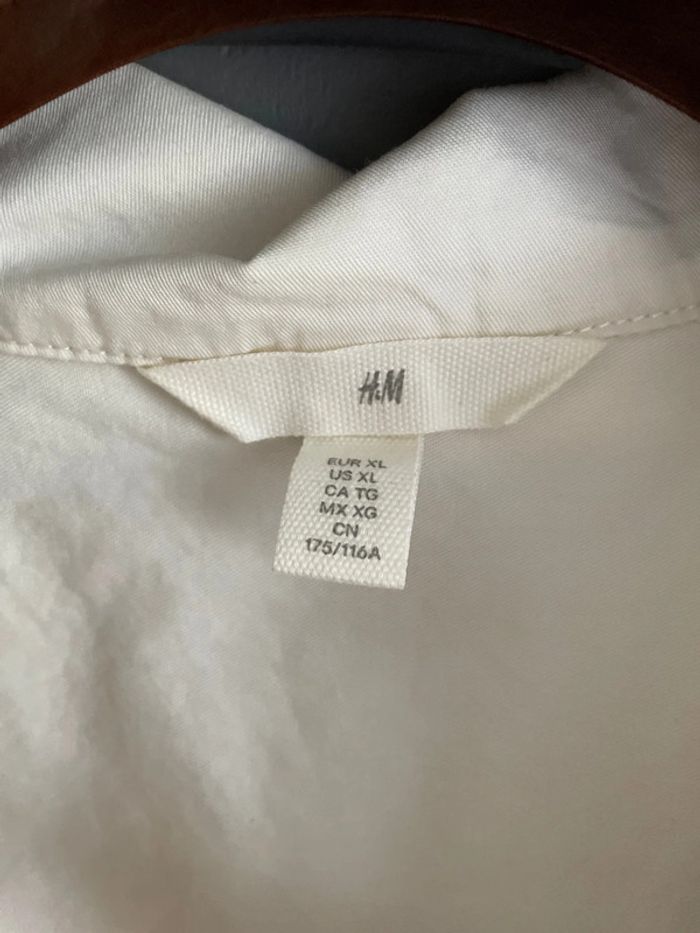 H&M
EUR XL
US XL
CA TG
MX XG
CN
175/116A